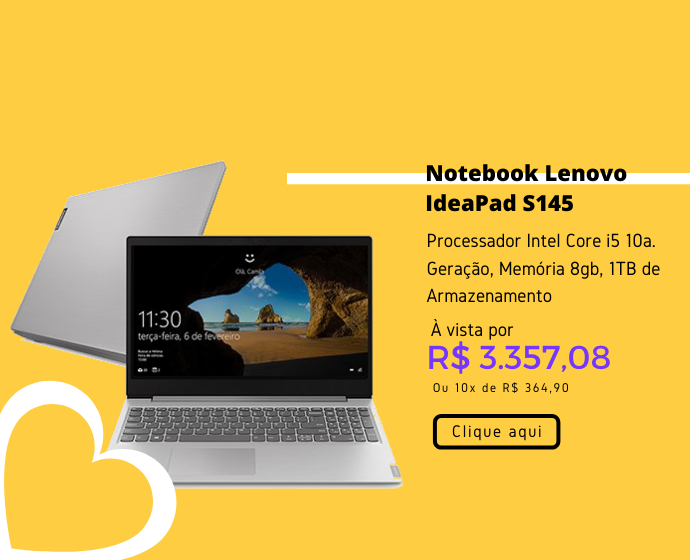 Notebook Lenovo
IdeaPad S145
Processador Intel Core i5 10a.
Geração, Memória 8gb, 1TB de
Armazenamento
À vista por
R$ 3.357,08
Ou 10x de R$ 364,90
Clique aqui
Olá, Camila
11:30
terça-feira, 6 de fevereiro